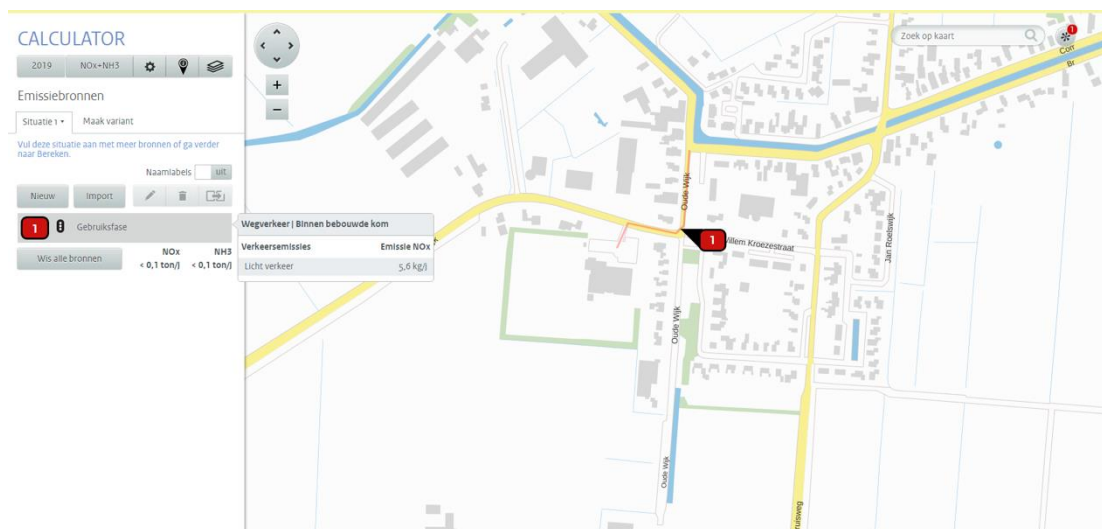 CALCULATOR
2019 NOx+NH3
Emissiebronnen
Situatie 1 Maak variant
Vul deze situatie aan met meer bronnen of ga verder
naar Bereken.
Naamlabels uit
Nieuw Import
1 Gebruiksfase
Wis alle bronnen NOx NH3
< 0,1 ton/j < 0,1 ton/j
Wegverkeer | Binnen bebouwde kom
Verkeersemissies Emissie NOx
Licht verkeer 5,6 kg/j
+
−
Zoek op kaart
1
Oude Wijk
1
Willem Kroezestraat
Jan Roelswijk
Oude Wijk
Oude Wijk